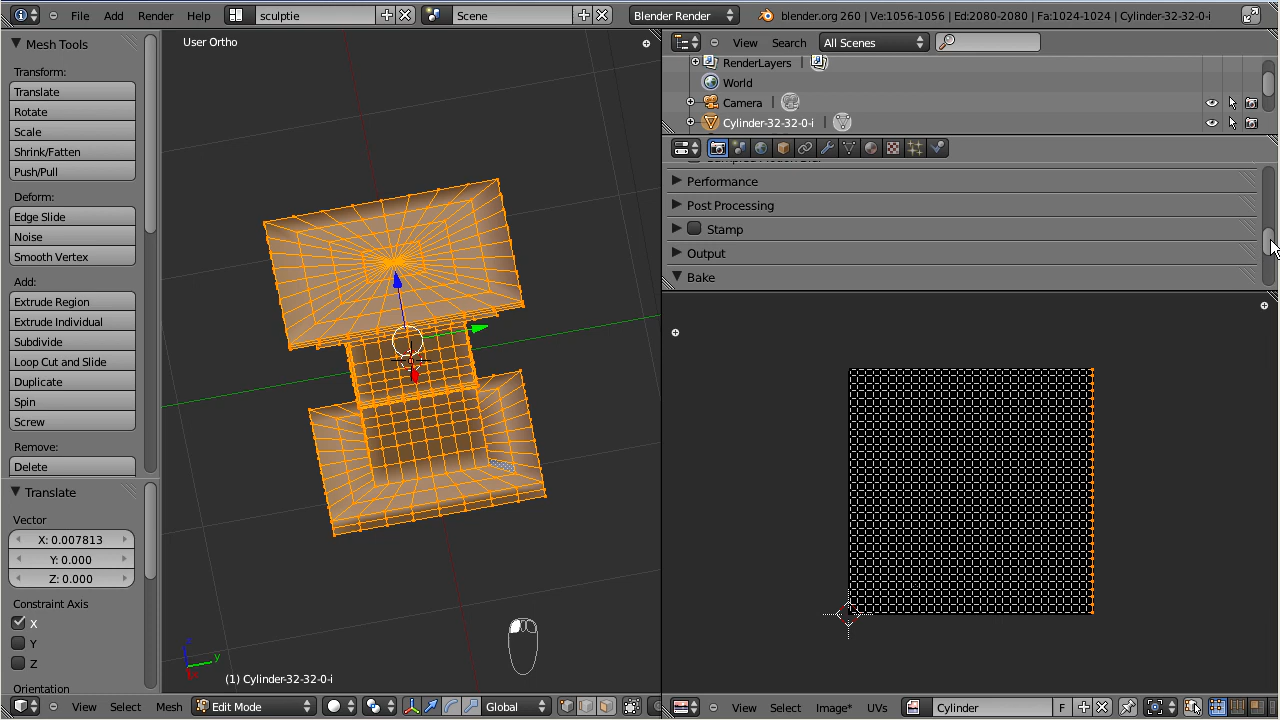 File Add Render Help sculptie Scene Blender Render blender.org 260 | Ve:1056-1056 | Ed:2080-2080 | Fa:1024-1024 | Cylinder-32-32-0-i
Mesh Tools
Transform:
Translate
Rotate
Scale
Shrink/Fatten
Push/Pull
Deform:
Edge Slide
Noise
Smooth Vertex
Add:
Extrude Region
Extrude Individual
Subdivide
Loop Cut and Slide
Duplicate
Spin
Screw
Remove:
Delete
Translate
Vector
X: 0.007813
Y: 0.000
Z: 0.000
Constraint Axis
X
Y
Z
Orientation
User Ortho
y
(1) Cylinder-32-32-0-i
View Select Mesh Edit Mode Global
View Search All Scenes
RenderLayers |
World
Camera |
Cylinder-32-32-0-i |
Performance
Post Processing
Stamp
Output
Bake
View Select Image* UVs Cylinder F